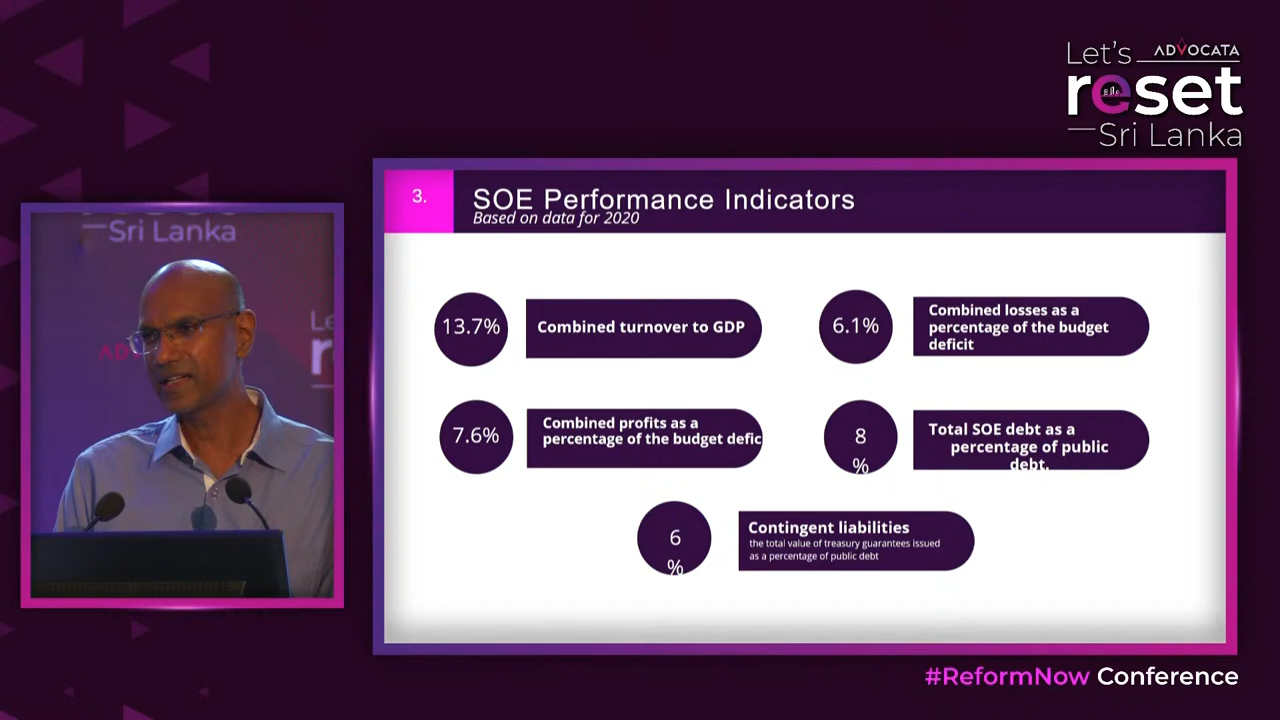 Let's ADVOCATA
reset
Sri Lanka
Sri Lanka
3.
SOE Performance Indicators
Based on data for 2020
13.7%
Combined turnover to GDP
6.1%
Combined losses as a
percentage of the budget
deficit
7.6%
Combined profits as a
percentage of the budget defic
8
%
Total SOE debt as a
percentage of public
debt.
6
%
Contingent liabilities
the total value of treasury guarantees issued
as a percentage of public debt
#ReformNow Conference